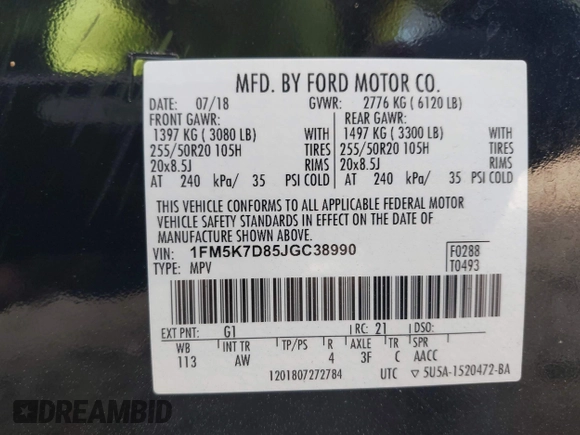 MFD. BY FORD MOTOR CO.
DATE: 07/18 GVWR: 2776 KG ( 6120 LB)
FRONT GAWR: REAR GAWR:
1397 KG ( 3080 LB) WITH 1497 KG ( 3300 LB) WITH
255/50R20 105H TIRES 255/50R20 105H TIRES
20x8.5J RIMS 20x8.5J RIMS
AT 240 kPa/ 35 PSI COLD AT 240 kPa/ 35 PSI COLD
THIS VEHICLE CONFORMS TO ALL APPLICABLE FEDERAL MOTOR
VEHICLE SAFETY STANDARDS IN EFFECT ON THE DATE OF
MANUFACTURE SHOWN ABOVE.
VIN: 1FM5K7D85JGC38990 F0288
TYPE: MPV T0493
EXT PNT: G1 RC: 21 DSO:
WB INT TR TP/PS R AXLE TR SPR
113 AW 4 3F C AACC
1201807272784 UTC ▽ 5U5A-1520472-BA
DREAMBID